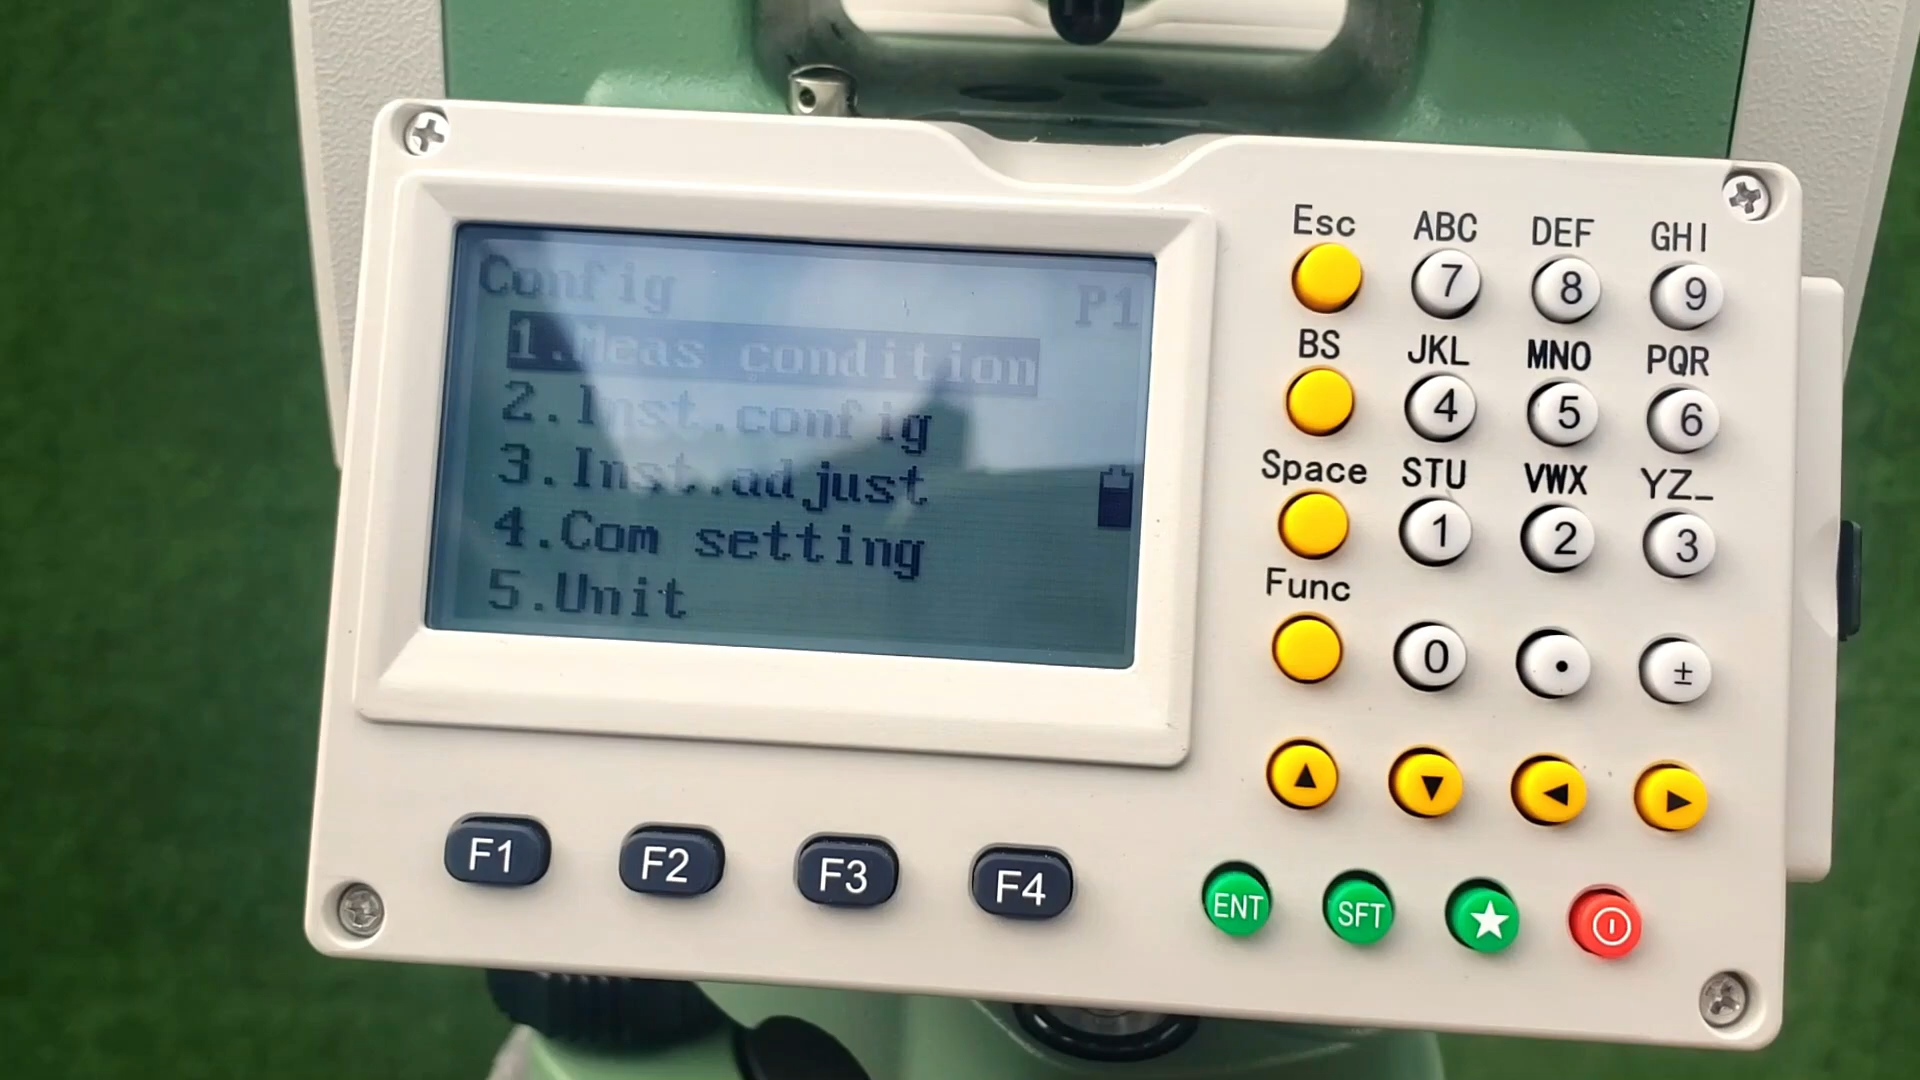 Config P1
1.Meas condition
2.Inst.config
3.Inst.adjust
4.Com setting
5.Unit
Esc ABC DEF GHI
7 8 9
BS JKL MNO PQR
4 5 6
Space STU VWX YZ_
1 2 3
Func
0 • ±
▲ ▼ ◀ ▶
F1 F2 F3 F4
ENT SFT ★